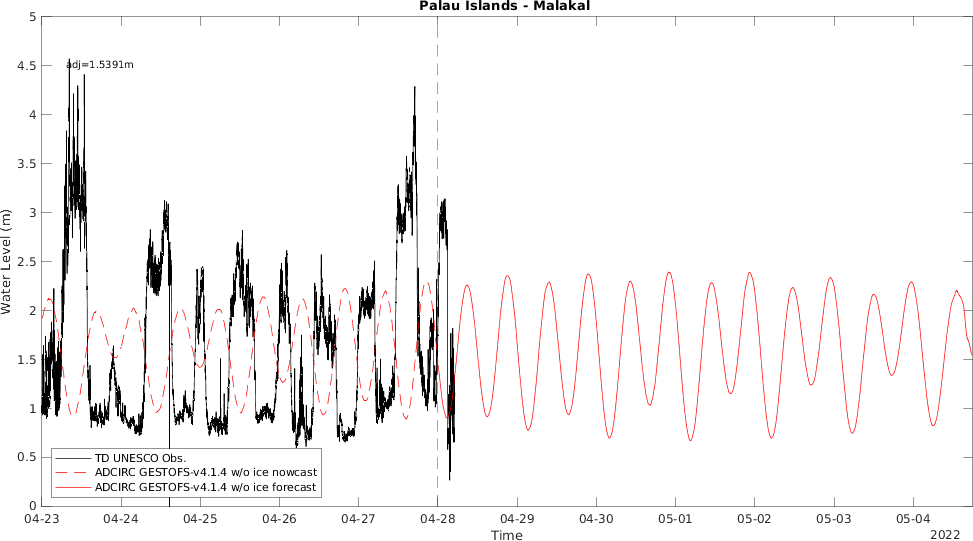 Palau Islands - Malakal
5
4.5
4
3.5
3
2.5
2
1.5
1
0.5
0
Water Level (m)
adj=1.5391m
TD UNESCO Obs.
ADCIRC GESTOFS-v4.1.4 w/o ice nowcast
ADCIRC GESTOFS-v4.1.4 w/o ice forecast
04-23 04-24 04-25 04-26 04-27 04-28 04-29 04-30 05-01 05-02 05-03 05-04
Time
2022